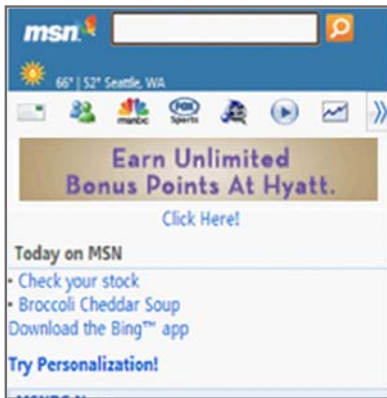 msn
66° | 52° Seattle, WA
msnbc
FOX Sports
Earn Unlimited
Bonus Points At Hyatt.
Click Here!
Today on MSN
• Check your stock
• Broccoli Cheddar Soup
Download the Bing™ app
Try Personalization!